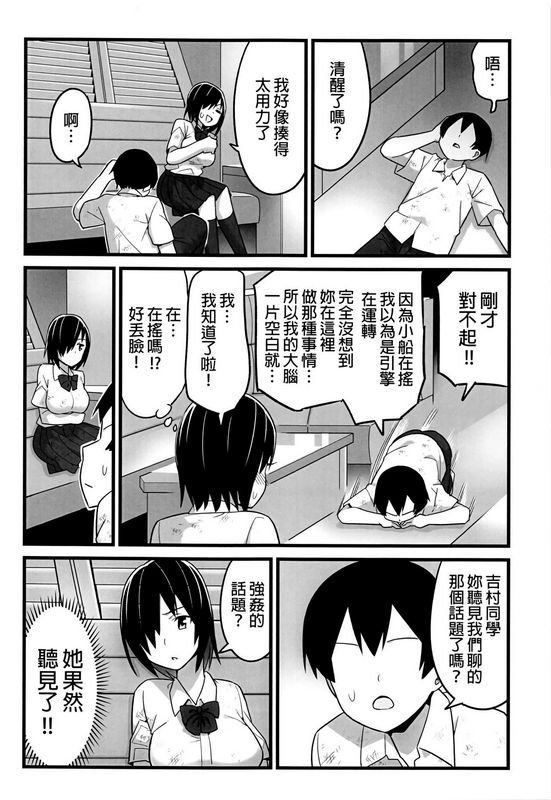 唔…
清醒了嗎？
我好像揍得
太用力了
啊…
剛才
對不起!!
因為小船在搖
我以為是引擎
在運轉
完全沒想到
妳在這裡
做那種事情…
所以我的大腦
一片空白就…
我…
我知道了啦！
在…
在搖嗎!?
好丟臉！
吉村同學
妳聽見我們聊的
那個話題了嗎？
強姦的
話題？
她果然
聽見了!!